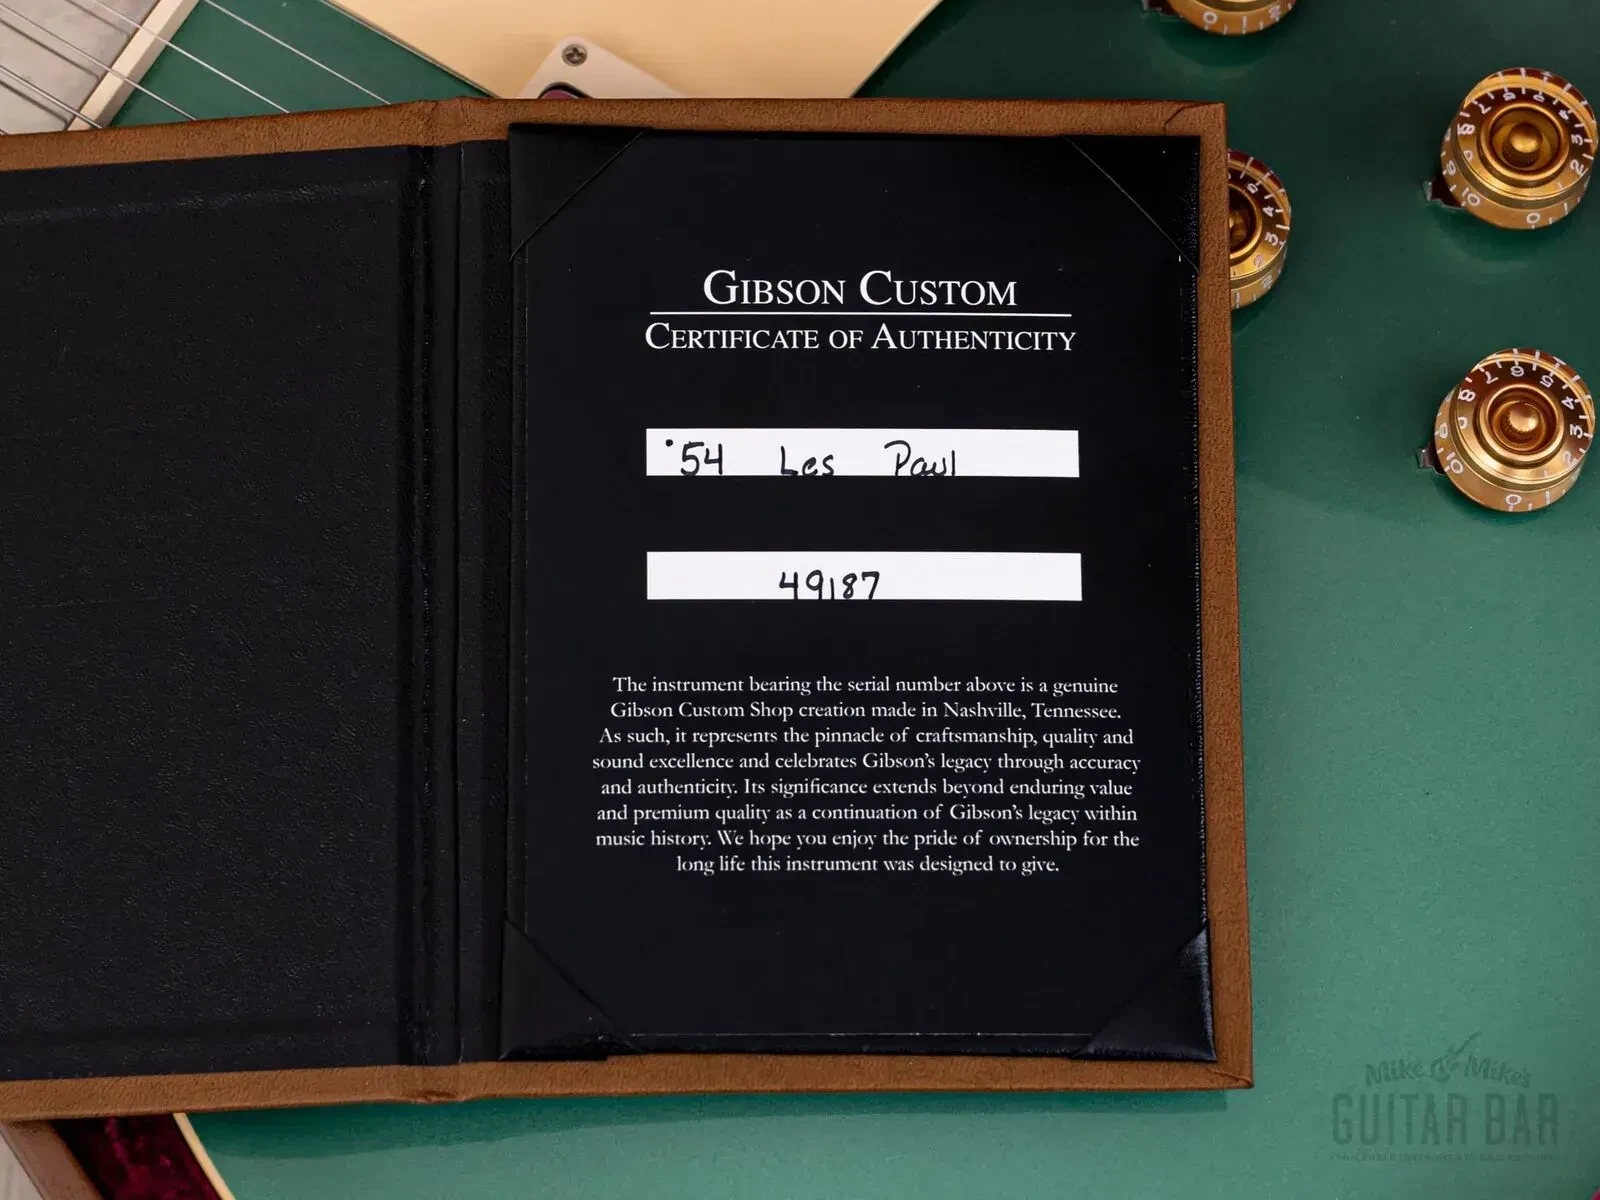 GIBSON CUSTOM
CERTIFICATE OF AUTHENTICITY
'54 Les Paul
49187
The instrument bearing the serial number above is a genuine
Gibson Custom Shop creation made in Nashville, Tennessee.
As such, it represents the pinnacle of craftsmanship, quality and
sound excellence and celebrates Gibson's legacy through accuracy
and authenticity. Its significance extends beyond enduring value
and premium quality as a continuation of Gibson's legacy within
music history. We hope you enjoy the pride of ownership for the
long life this instrument was designed to give.
Mike & Mike's
GUITAR BAR